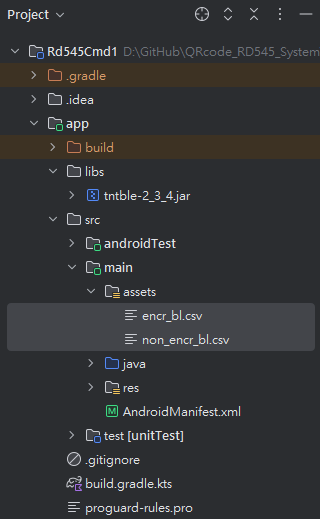 Project
Rd545Cmd1 D:\GitHub\QRcode_RD545_System
.gradle
.idea
app
build
libs
tntble-2_3_4.jar
src
androidTest
main
assets
encr_bl.csv
non_encr_bl.csv
java
res
AndroidManifest.xml
test [unitTest]
.gitignore
build.gradle.kts
proguard-rules.pro